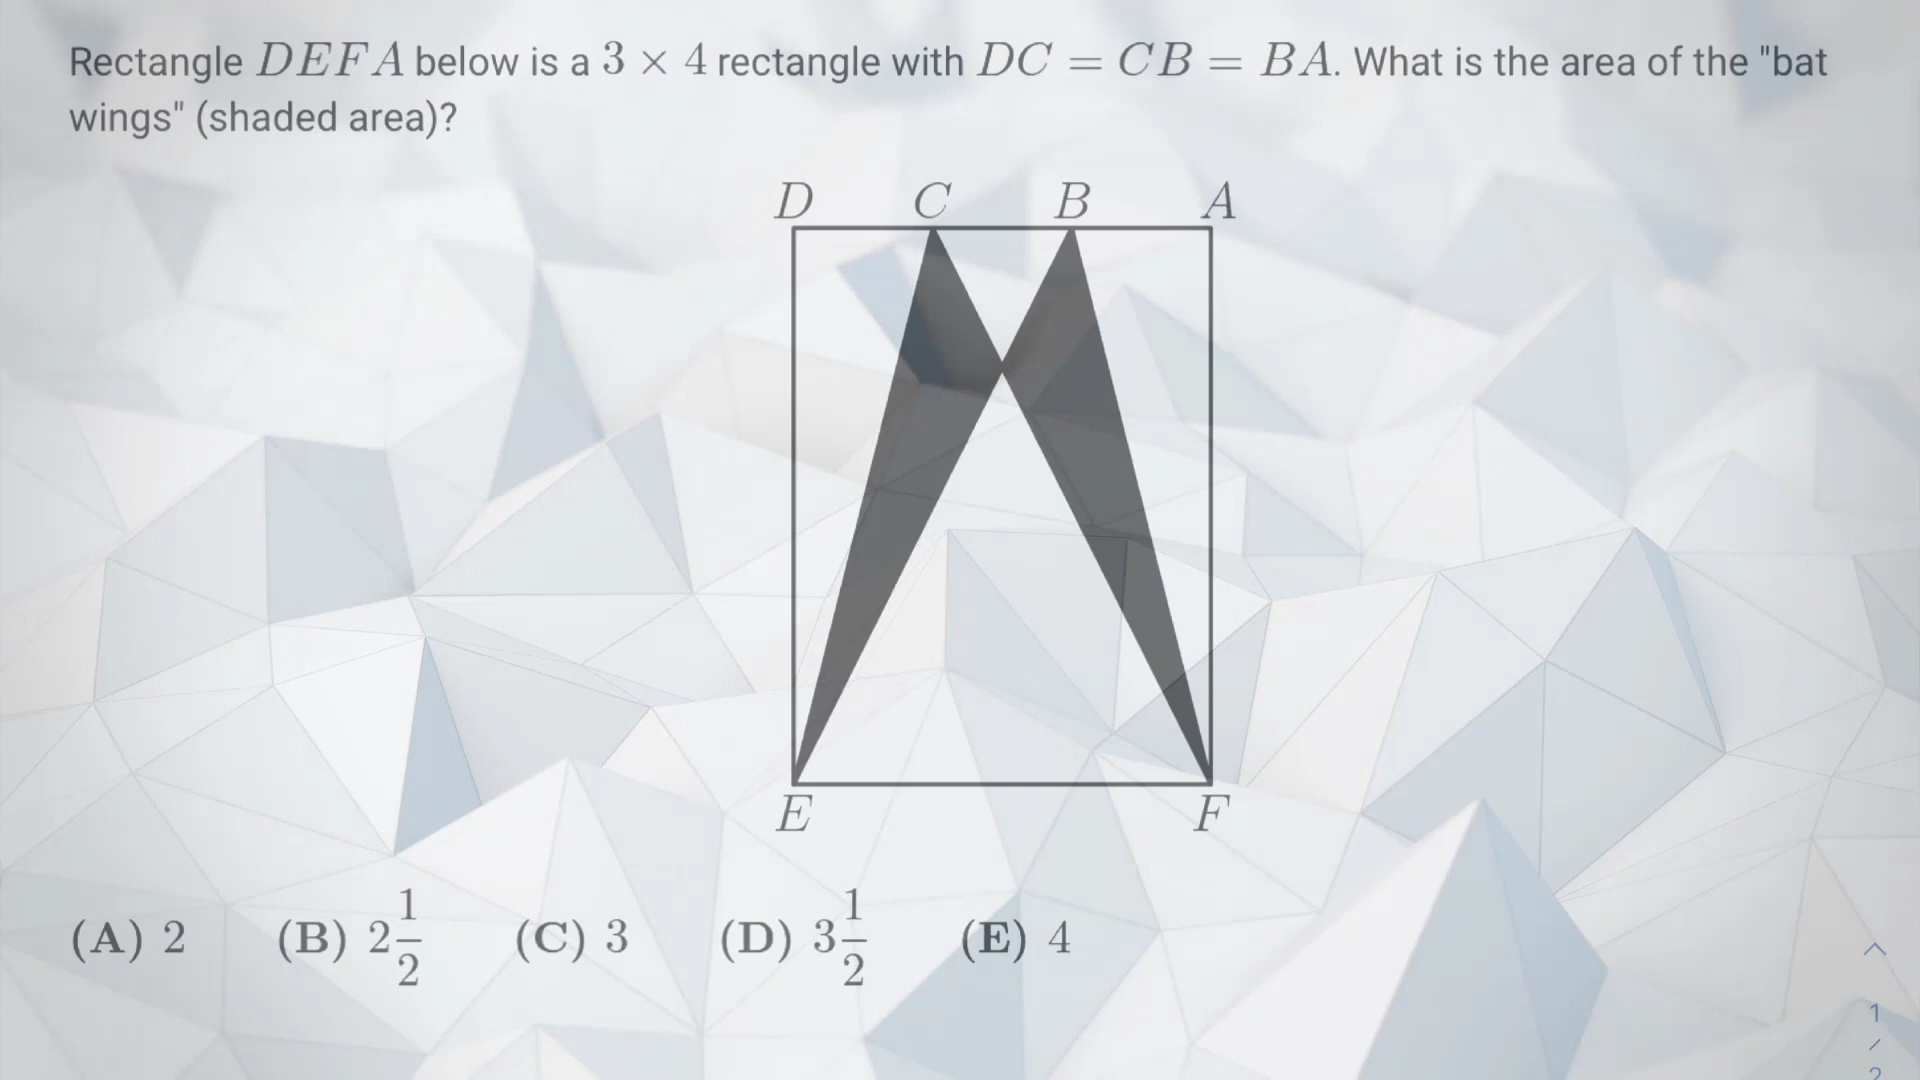 Rectangle DEFA below is a 3 × 4 rectangle with DC = CB = BA. What is the area of the "bat
wings" (shaded area)?
D C B A
E F
(A) 2 (B) 2 1/2 (C) 3 (D) 3 1/2 (E) 4
1
/
2